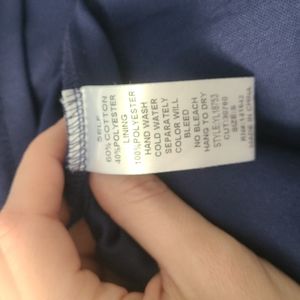 SELF
60% COTTON
40%POLYESTER
LINING
100%POLYESTER
HAND WASH
COLD WATER
SEPARATELY
COLOR WILL
BLEED
NO BLEACH
HANG TO DRY
MADE IN CHINA